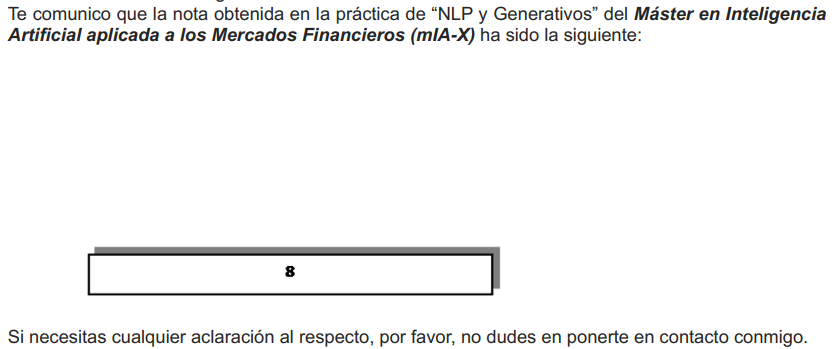 Te comunico que la nota obtenida en la práctica de “NLP y Generativos” del Máster en Inteligencia
Artificial aplicada a los Mercados Financieros (mIA-X) ha sido la siguiente:
8
Si necesitas cualquier aclaración al respecto, por favor, no dudes en ponerte en contacto conmigo.